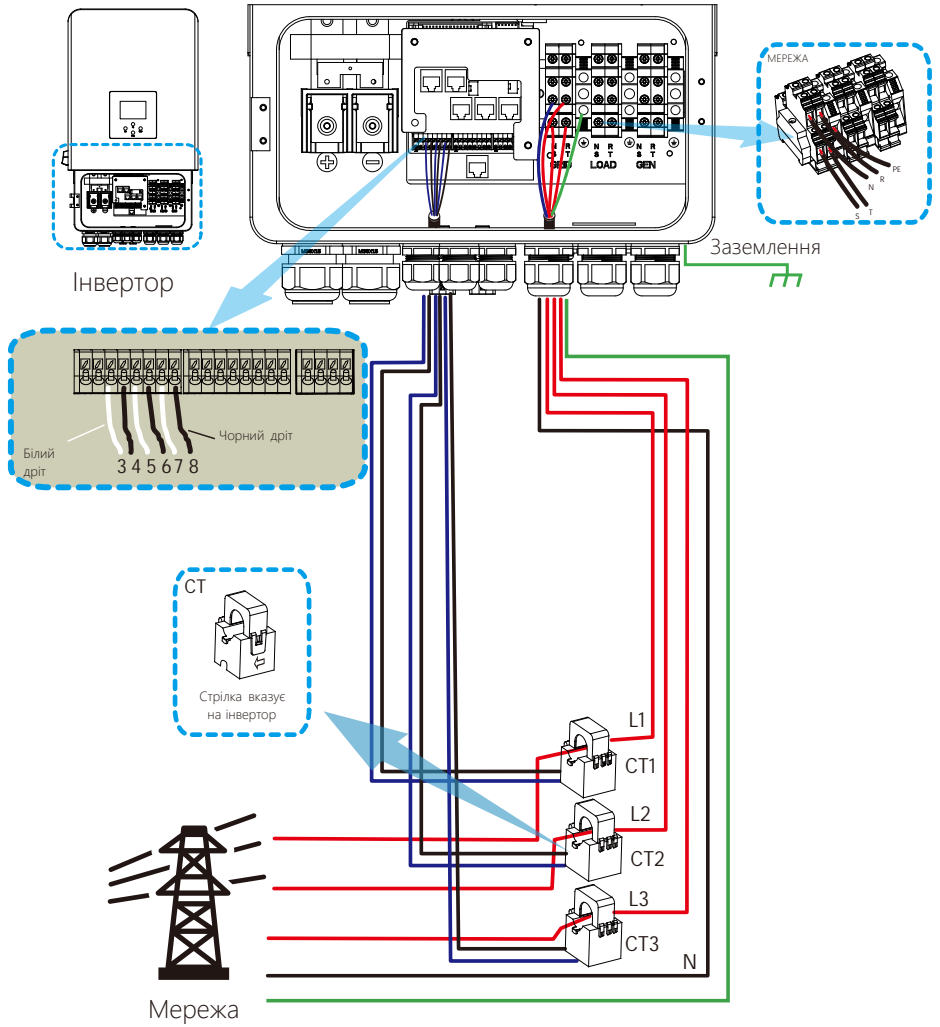 МЕРЕЖА
PE
R
N
T
S
N R N R N R
S T S T S T
GRID LOAD GEN
Заземлення
Інвертор
Білий
дріт
Чорний дріт
3 4 5 6 7 8
CT
Стрілка вказує
на інвертор
L1
CT1
L2
CT2
L3
CT3
N
Мережа